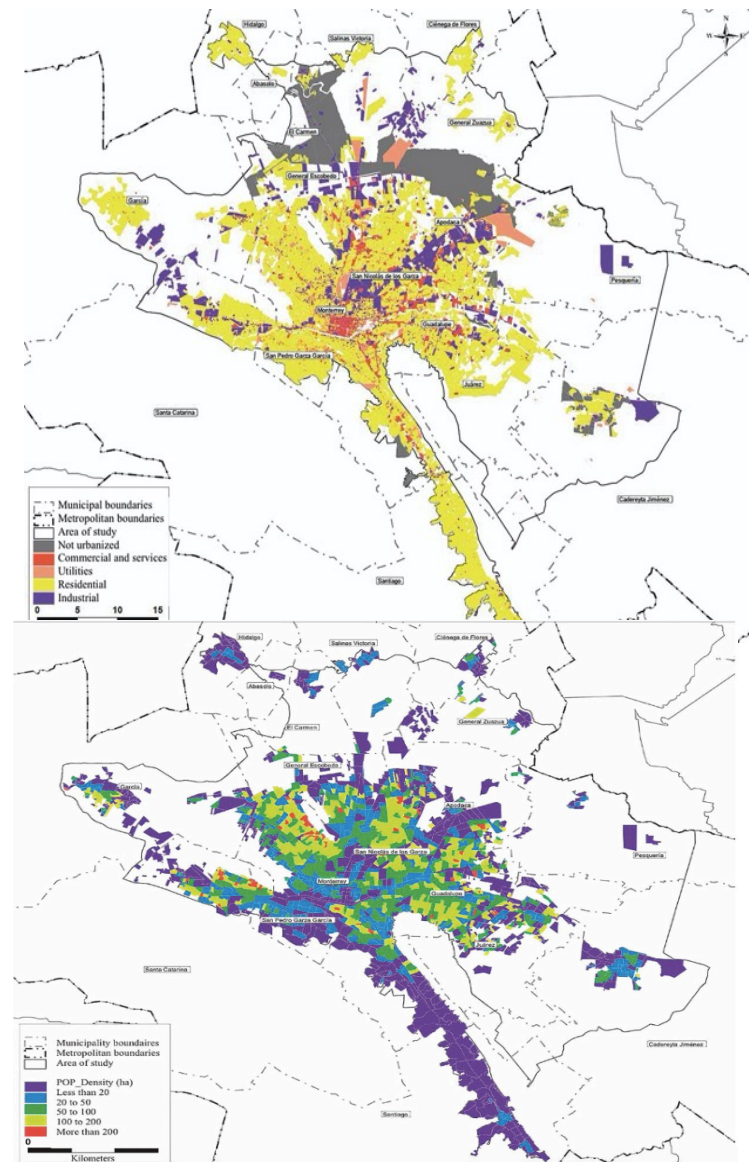 Hidalgo
Salinas Victoria
Ciénega de Flores
N
W
E
S
Abasolo
El Carmen
General Zuazua
General Escobedo
García
Apodaca
San Nicolás de los Garza
Pesquería
Monterrey
Guadalupe
San Pedro Garza García
Juárez
Santa Catarina
Cadereyta Jiménez
Santiago
Municipal boundaries
Metropolitan boundaries
Area of study
Not urbanized
Commercial and services
Utilities
Residential
Industrial
0 5 10 15
Hidalgo
Salinas Victoria
Ciénega de Flores
Abasolo
El Carmen
General Zuazua
General Escobedo
García
Apodaca
San Nicolás de los Garza
Pesquería
Monterrey
Guadalupe
San Pedro Garza García
Juárez
Santa Catarina
Cadereyta Jiménez
Santiago
Municipality boundaires
Metropolitan boundaries
Area of study
POP_Density (ha)
Less than 20
20 to 50
50 to 100
100 to 200
More than 200
0
Kilometers